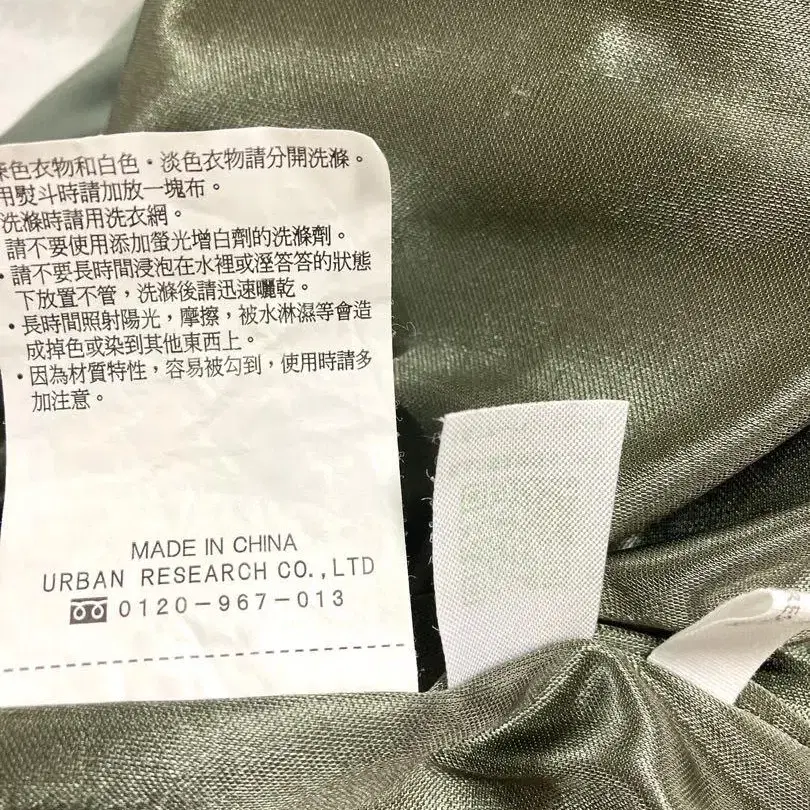 色衣物和白色・淡色衣物請分開洗滌。
用熨斗時請加放一塊布。
洗滌時請用洗衣網。
請不要使用添加螢光增白劑的洗滌劑。
・請不要長時間浸泡在水裡或溼答答的狀態
下放置不管，洗滌後請迅速曬乾。
・長時間照射陽光，摩擦，被水淋濕等會造
成掉色或染到其他東西上。
・因為材質特性，容易被勾到，使用時請多
加注意。
MADE IN CHINA
URBAN RESEARCH CO.,LTD
0120-967-013